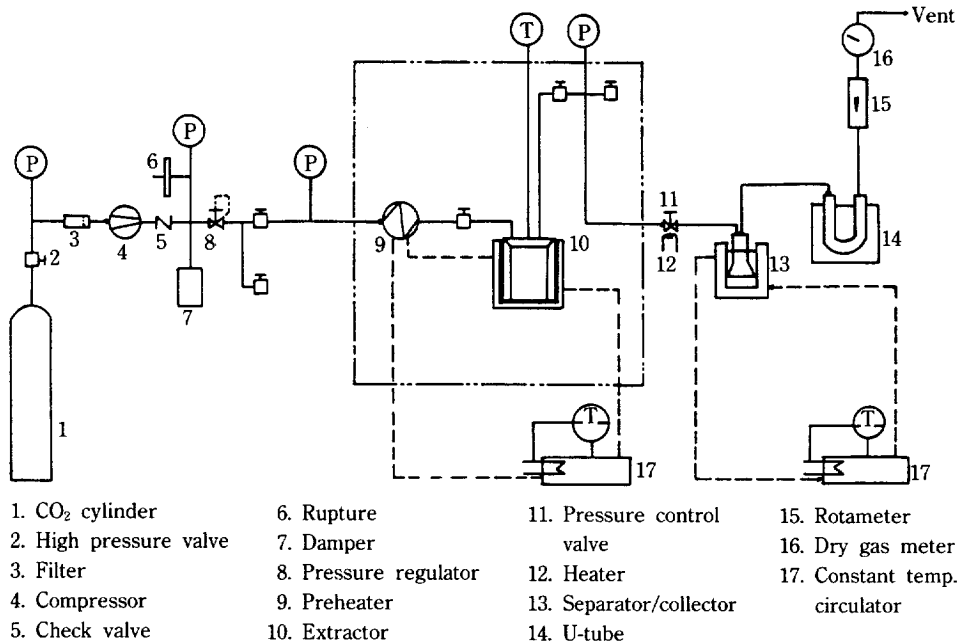 Vent
T
P
16
15
P
6
P
P
11
3
4
5
8
9
10
12
13
14
2
7
1
T
17
T
17
1. CO₂ cylinder
2. High pressure valve
3. Filter
4. Compressor
5. Check valve
6. Rupture
7. Damper
8. Pressure regulator
9. Preheater
10. Extractor
11. Pressure control
valve
12. Heater
13. Separator/collector
14. U-tube
15. Rotameter
16. Dry gas meter
17. Constant temp.
circulator